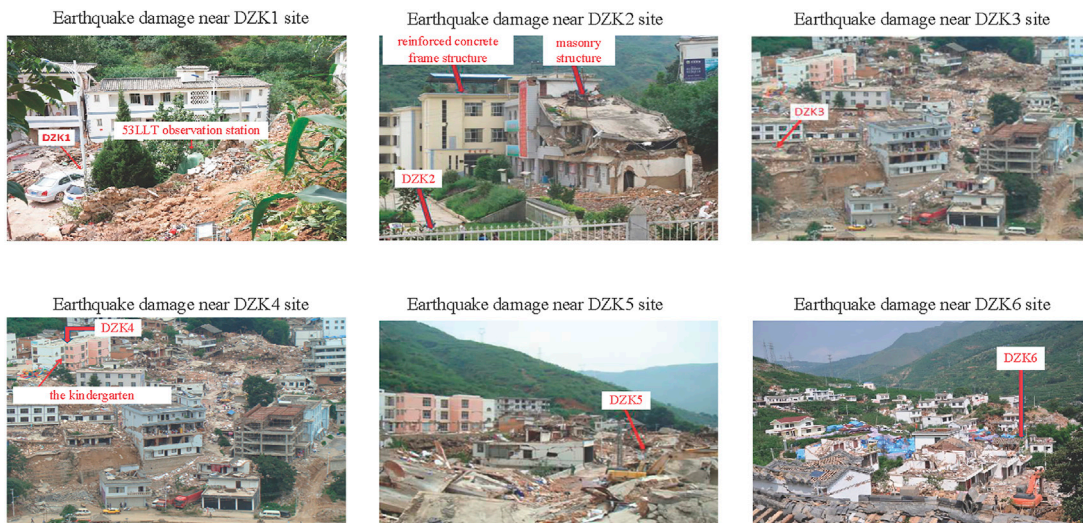 Earthquake damage near DZK1 site
Earthquake damage near DZK2 site
Earthquake damage near DZK3 site
DZK1
53LLT observation station
reinforced concrete
frame structure
masonry
structure
DZK2
DZK3
Earthquake damage near DZK4 site
Earthquake damage near DZK5 site
Earthquake damage near DZK6 site
DZK4
the kindergarten
DZK5
DZK6